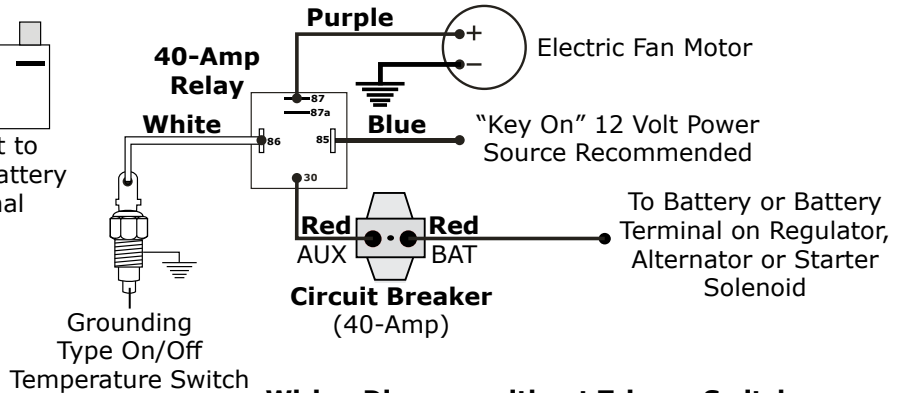 Purple
+
−
Electric Fan Motor
40-Amp
Relay
87
87a
White
86
85
Blue
"Key On" 12 Volt Power
Source Recommended
t to
attery
nal
30
Red
Red
AUX
BAT
To Battery or Battery
Terminal on Regulator,
Alternator or Starter
Solenoid
Circuit Breaker
(40-Amp)
Grounding
Type On/Off
Temperature Switch